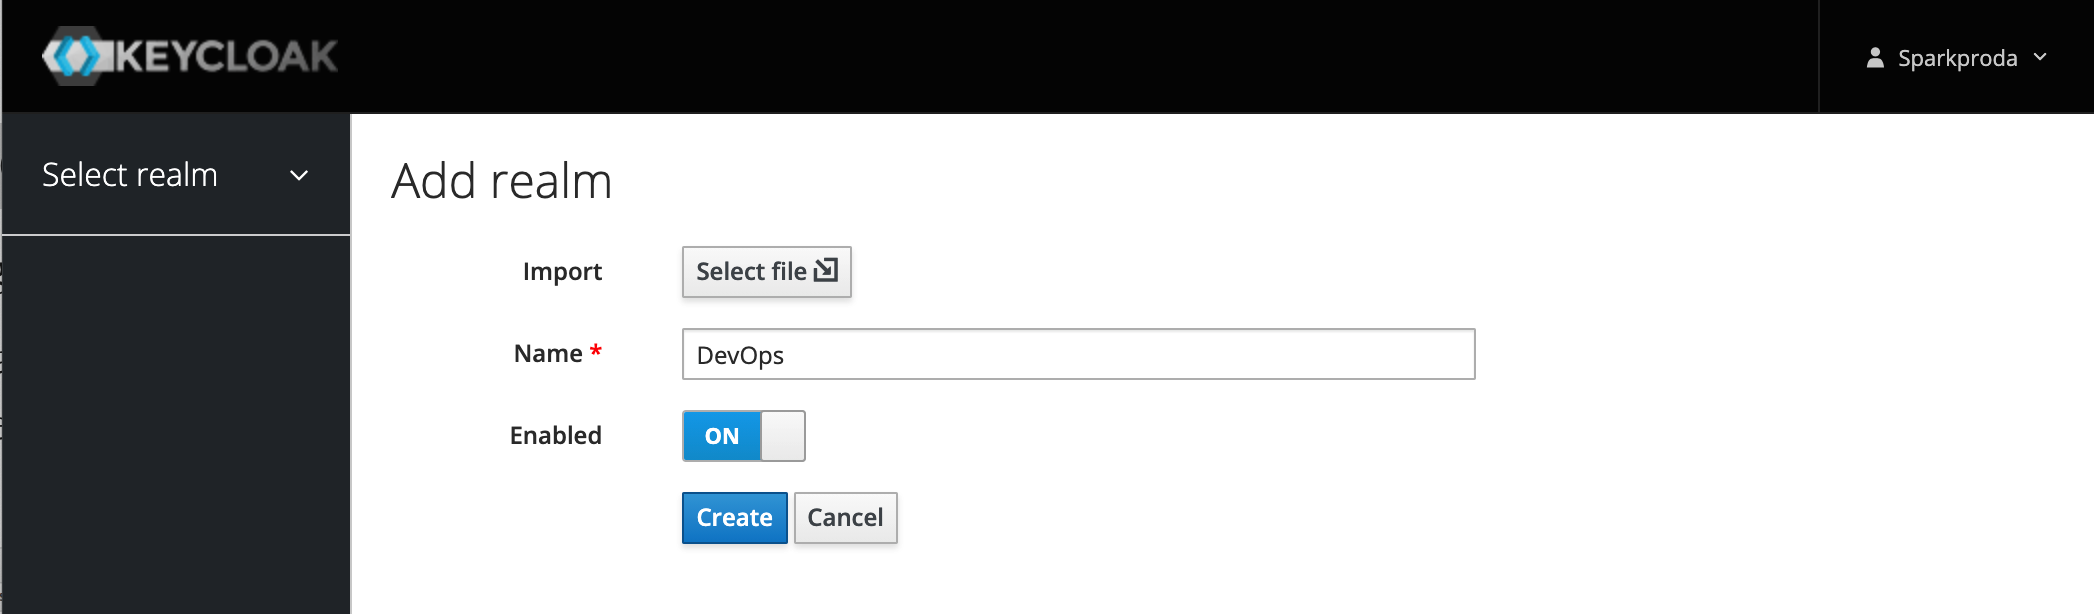 KEYCLOAK
Sparkproda
Select realm
Add realm
Import
Select file
Name *
DevOps
Enabled
ON
Create
Cancel